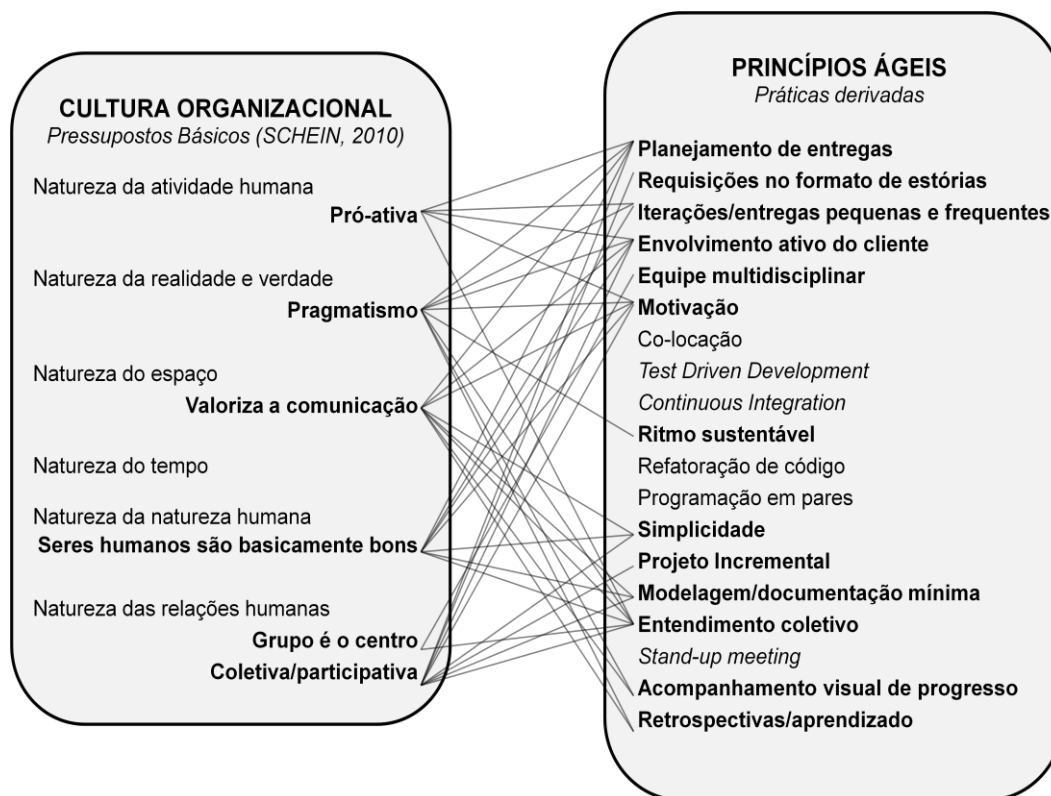 CULTURA ORGANIZACIONAL
Pressupostos Básicos (SCHEIN, 2010)
Natureza da atividade humana
Pró-ativa
Natureza da realidade e verdade
Pragmatismo
Natureza do espaço
Valoriza a comunicação
Natureza do tempo
Natureza da natureza humana
Seres humanos são basicamente bons
Natureza das relações humanas
Grupo é o centro
Coletiva/participativa
PRINCÍPIOS ÁGEIS
Práticas derivadas
Planejamento de entregas
Requisições no formato de estórias
Iterações/entregas pequenas e frequentes
Envolvimento ativo do cliente
Equipe multidisciplinar
Motivação
Co-locação
Test Driven Development
Continuous Integration
Ritmo sustentável
Refatoração de código
Programação em pares
Simplicidade
Projeto Incremental
Modelagem/documentação mínima
Entendimento coletivo
Stand-up meeting
Acompanhamento visual de progresso
Retrospectivas/aprendizado